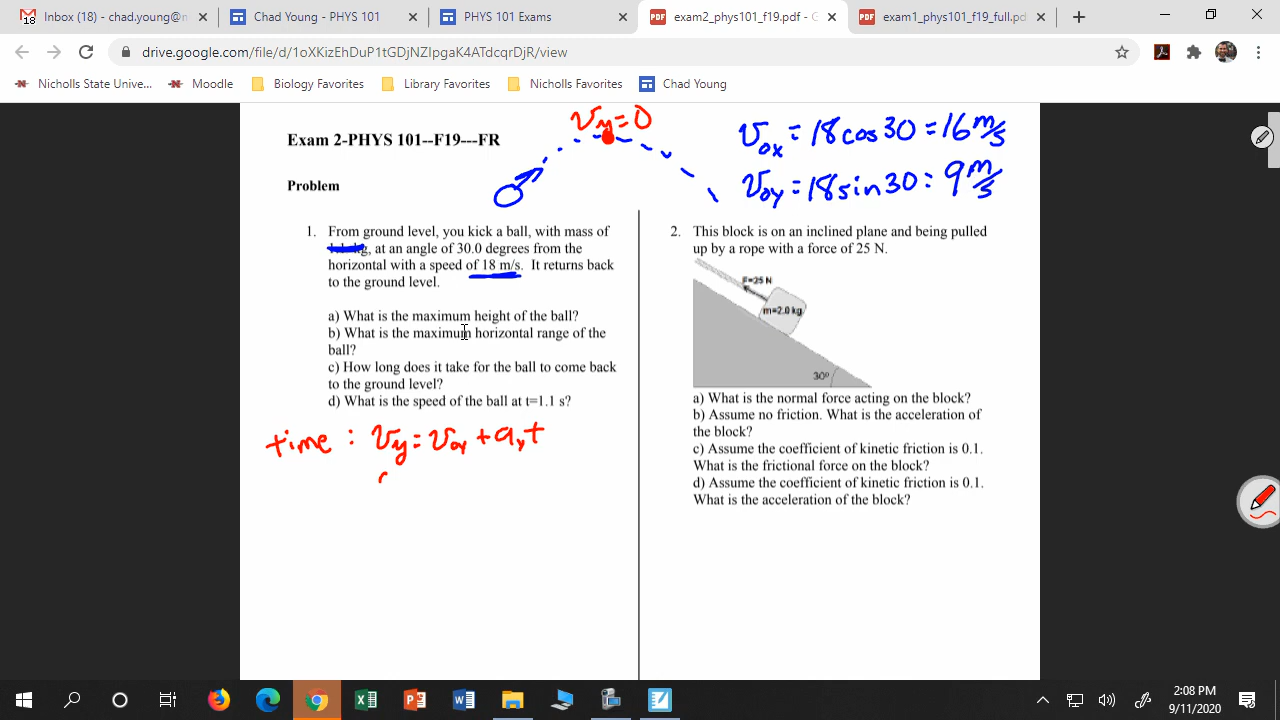 Inbox (18) - chad.young@n
Chad Young - PHYS 101
PHYS 101 Exams
PDF exam2_phys101_f19.pdf - G
PDF exam1_phys101_f19_full.pd
drive.google.com/file/d/1oXKizEhDuP1tGDjNZIpgaK4ATdcqrDjR/view
Nicholls State Unive...
Moodle
Biology Favorites
Library Favorites
Nicholls Favorites
Chad Young
Vy=0
Vox = 18cos30 = 16 m/s
Voy = 18sin30 = 9 m/s
Exam 2-PHYS 101--F19---FR
Problem
1. From ground level, you kick a ball, with mass of
, at an angle of 30.0 degrees from the
horizontal with a speed of 18 m/s. It returns back
to the ground level.
a) What is the maximum height of the ball?
b) What is the maximum horizontal range of the
ball?
c) How long does it take for the ball to come back
to the ground level?
d) What is the speed of the ball at t=1.1 s?
time : Vy = Voy + ayt
2. This block is on an inclined plane and being pulled
up by a rope with a force of 25 N.
F=25 N
m=2.0 kg
30º
a) What is the normal force acting on the block?
b) Assume no friction. What is the acceleration of
the block?
c) Assume the coefficient of kinetic friction is 0.1.
What is the frictional force on the block?
d) Assume the coefficient of kinetic friction is 0.1.
What is the acceleration of the block?
2:08 PM
9/11/2020